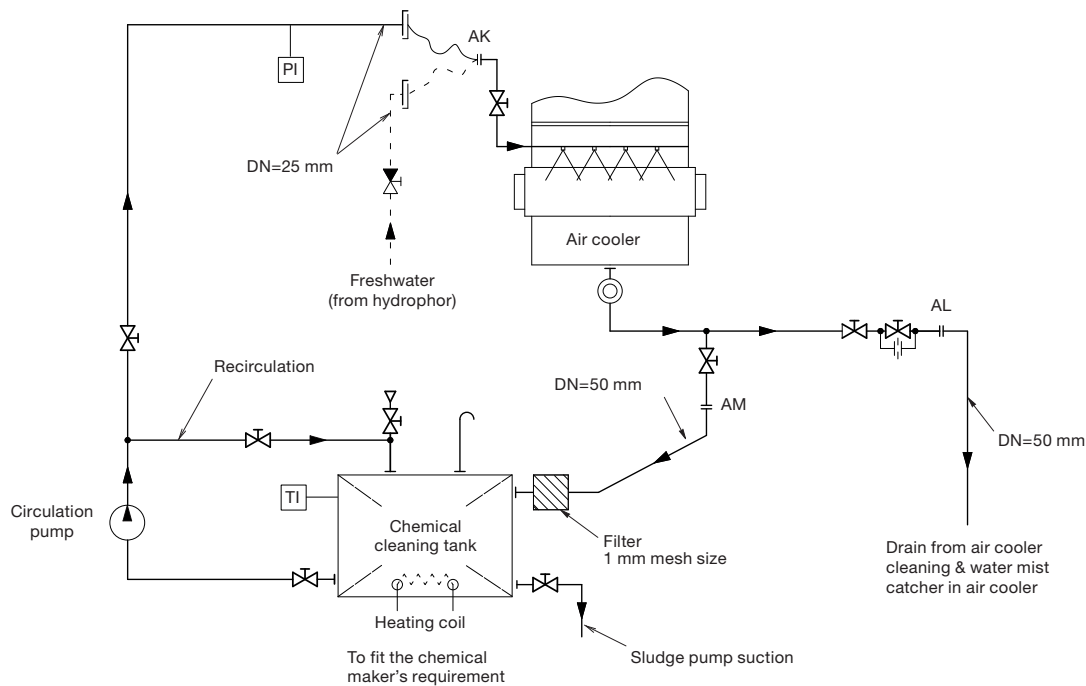 AK
PI
DN=25 mm
Air cooler
Freshwater
(from hydrophor)
AL
Recirculation
DN=50 mm
AM
DN=50 mm
TI
Circulation
pump
Chemical
cleaning tank
Filter
1 mm mesh size
Drain from air cooler
cleaning & water mist
catcher in air cooler
Heating coil
To fit the chemical
maker's requirement
Sludge pump suction